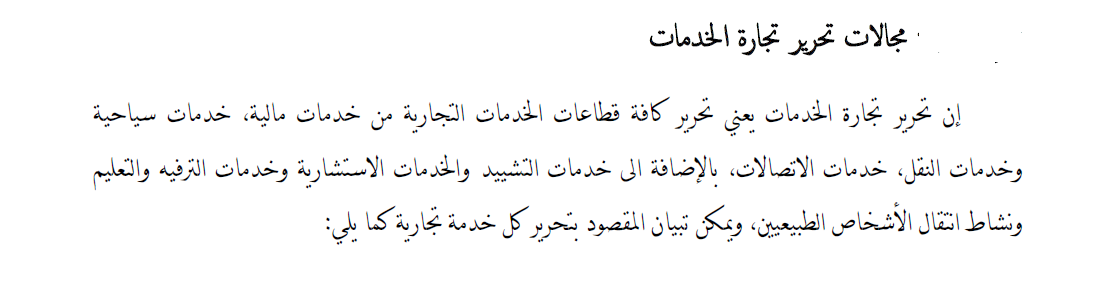 مجالات تحرير تجارة الخدمات
إن تحرير تجارة الخدمات يعني تحرير كافة قطاعات الخدمات التجارية من خدمات مالية، خدمات سياحية
وخدمات النقل، خدمات الاتصالات، بالإضافة الى خدمات التشييد والخدمات الاستشارية وخدمات الترفيه والتعليم
ونشاط انتقال الأشخاص الطبيعيين، ويمكن تبيان المقصود بتحرير كل خدمة تجارية كما يلي: